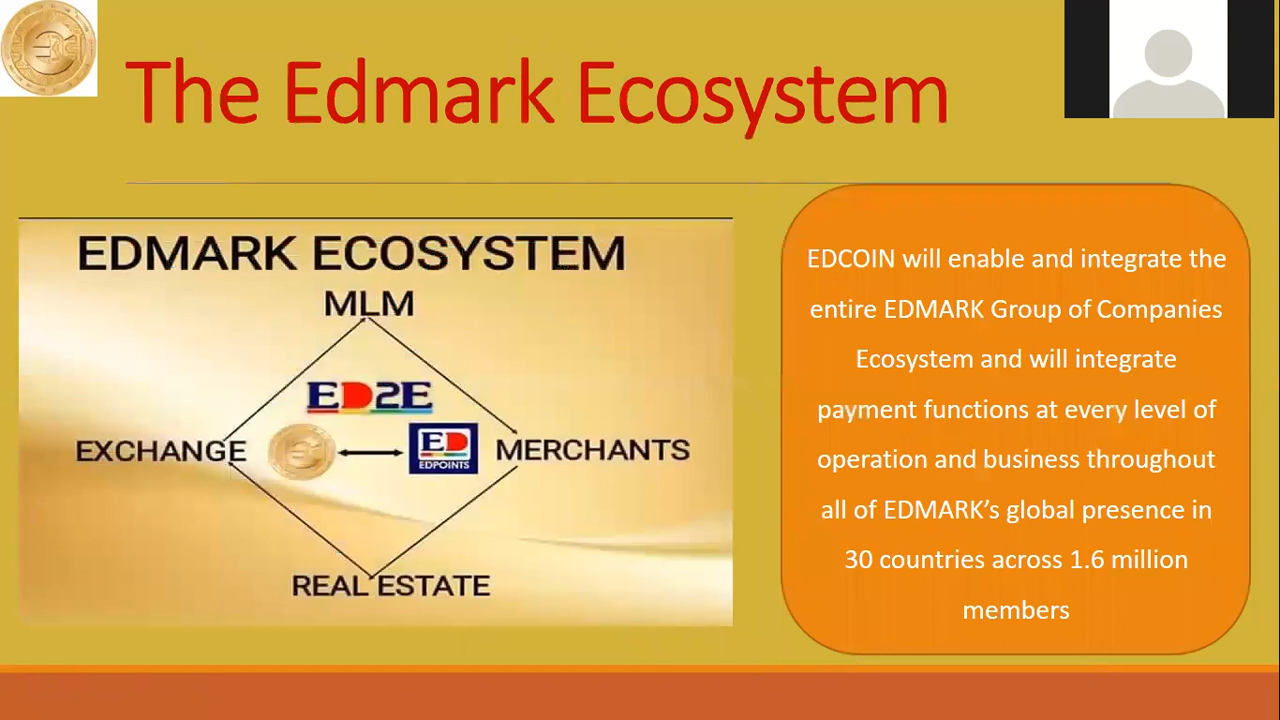 The Edmark Ecosystem
EDMARK ECOSYSTEM
MLM
ED2E
EXCHANGE
ED
EDPOINTS
MERCHANTS
REAL ESTATE
EDCOIN will enable and integrate the
entire EDMARK Group of Companies
Ecosystem and will integrate
payment functions at every level of
operation and business throughout
all of EDMARK’s global presence in
30 countries across 1.6 million
members